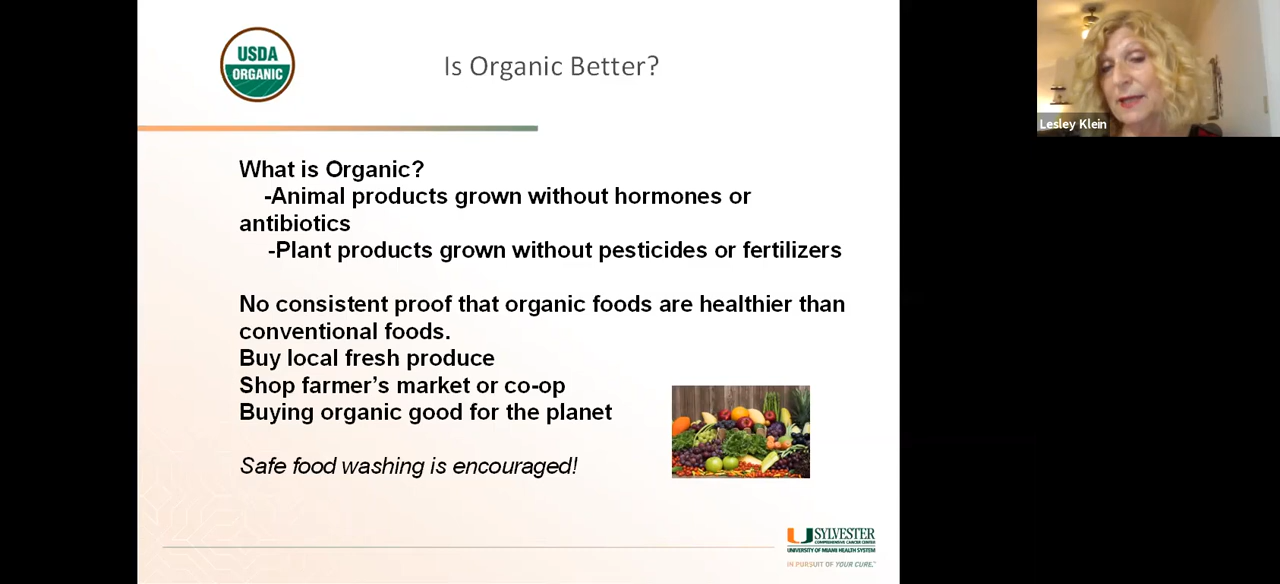 USDA
ORGANIC
Is Organic Better?
Lesley Klein
What is Organic?
-Animal products grown without hormones or
antibiotics
-Plant products grown without pesticides or fertilizers
No consistent proof that organic foods are healthier than
conventional foods.
Buy local fresh produce
Shop farmer's market or co-op
Buying organic good for the planet
Safe food washing is encouraged!
SYLVESTER
COMPREHENSIVE CANCER CENTER
UNIVERSITY OF MIAMI HEALTH SYSTEM
IN PURSUIT OF YOUR CURE.™